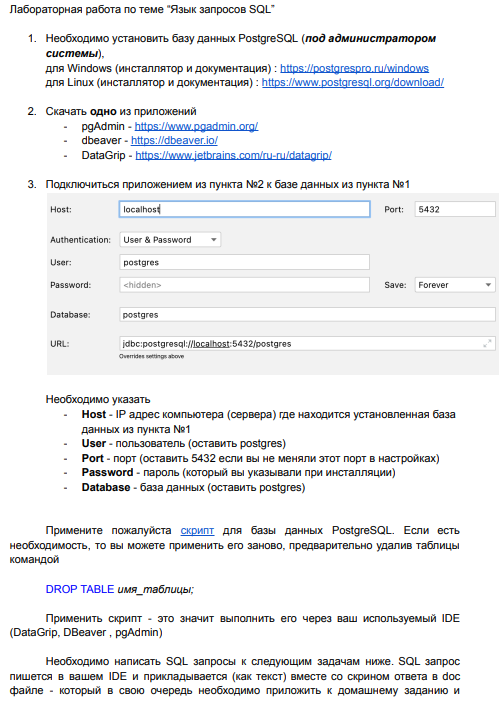 Лабораторная работа по теме “Язык запросов SQL”
1. Необходимо установить базу данных PostgreSQL (под администратором
системы),
для Windows (инсталлятор и документация) : https://postgrespro.ru/windows
для Linux (инсталлятор и документация) : https://www.postgresql.org/download/
2. Скачать одно из приложений
- pgAdmin - https://www.pgadmin.org/
- dbeaver - https://dbeaver.io/
- DataGrip - https://www.jetbrains.com/ru-ru/datagrip/
3. Подключиться приложением из пункта №2 к базе данных из пункта №1
Host: localhost Port: 5432
Authentication: User & Password
User: postgres
Password: <hidden> Save: Forever
Database: postgres
URL: jdbc:postgresql://localhost:5432/postgres
Overrides settings above
Необходимо указать
- Host - IP адрес компьютера (сервера) где находится установленная база
данных из пункта №1
- User - пользователь (оставить postgres)
- Port - порт (оставить 5432 если вы не меняли этот порт в настройках)
- Password - пароль (который вы указывали при инсталляции)
- Database - база данных (оставить postgres)
Примените пожалуйста скрипт для базы данных PostgreSQL. Если есть
необходимость, то вы можете применить его заново, предварительно удалив таблицы
командой
DROP TABLE имя_таблицы;
Применить скрипт - это значит выполнить его через ваш используемый IDE
(DataGrip, DBeaver , pgAdmin)
Необходимо написать SQL запросы к следующим задачам ниже. SQL запрос
пишется в вашем IDE и прикладывается (как текст) вместе со скрином ответа в doc
файле - который в свою очередь необходимо приложить к домашнему заданию и